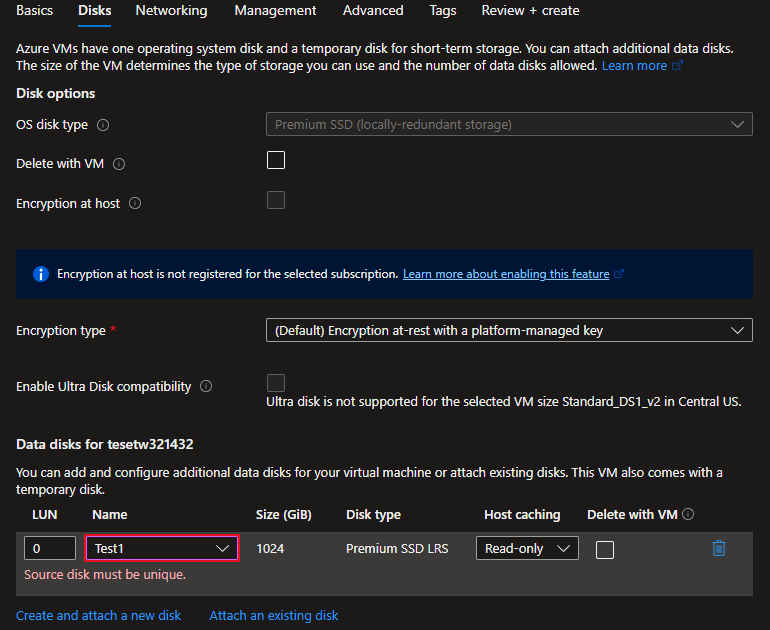 Basics Disks Networking Management Advanced Tags Review + create
Azure VMs have one operating system disk and a temporary disk for short-term storage. You can attach additional data disks.
The size of the VM determines the type of storage you can use and the number of data disks allowed. Learn more
Disk options
OS disk type Premium SSD (locally-redundant storage)
Delete with VM
Encryption at host
Encryption at host is not registered for the selected subscription. Learn more about enabling this feature
Encryption type * (Default) Encryption at-rest with a platform-managed key
Enable Ultra Disk compatibility
Ultra disk is not supported for the selected VM size Standard_DS1_v2 in Central US.
Data disks for tesetw321432
You can add and configure additional data disks for your virtual machine or attach existing disks. This VM also comes with a
temporary disk.
LUN Name Size (GiB) Disk type Host caching Delete with VM
0 Test1 1024 Premium SSD LRS Read-only
Source disk must be unique.
Create and attach a new disk Attach an existing disk